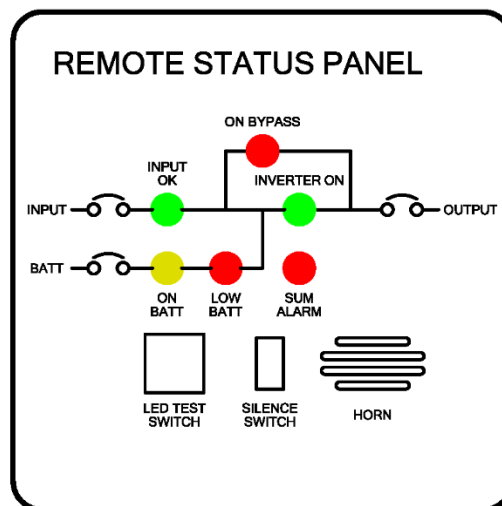 REMOTE STATUS PANEL
ON BYPASS
INPUT
OK
INVERTER ON
INPUT
OUTPUT
BATT
ON
BATT
LOW
BATT
SUM
ALARM
LED TEST
SWITCH
SILENCE
SWITCH
HORN